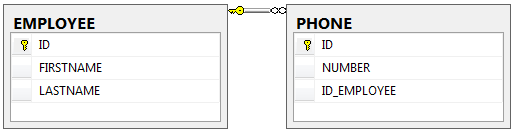 EMPLOYEE
ID
FIRSTNAME
LASTNAME
PHONE
ID
NUMBER
ID_EMPLOYEE